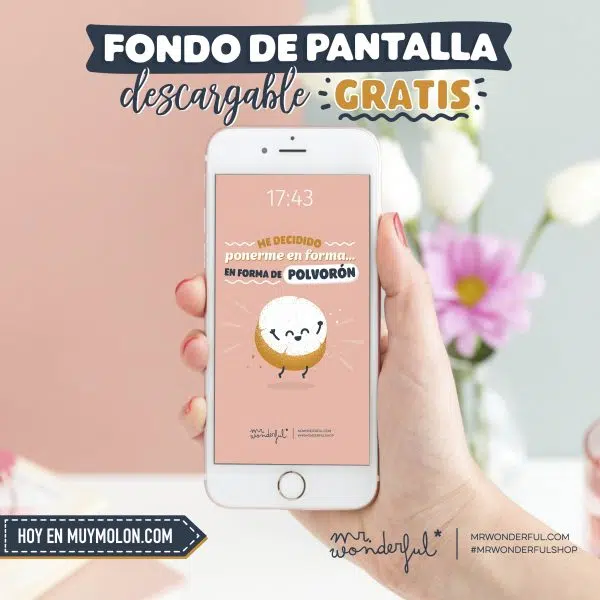 FONDO DE PANTALLA
descargable GRATIS
17:43
HE DECIDIDO
ponerme en forma...
EN FORMA DE POLVORÓN
mr. wonderful*
MRWONDERFUL.COM
#MRWONDERFULSHOP
HOY EN MUYMOLON.COM
mr. wonderful*
MRWONDERFUL.COM
#MRWONDERFULSHOP